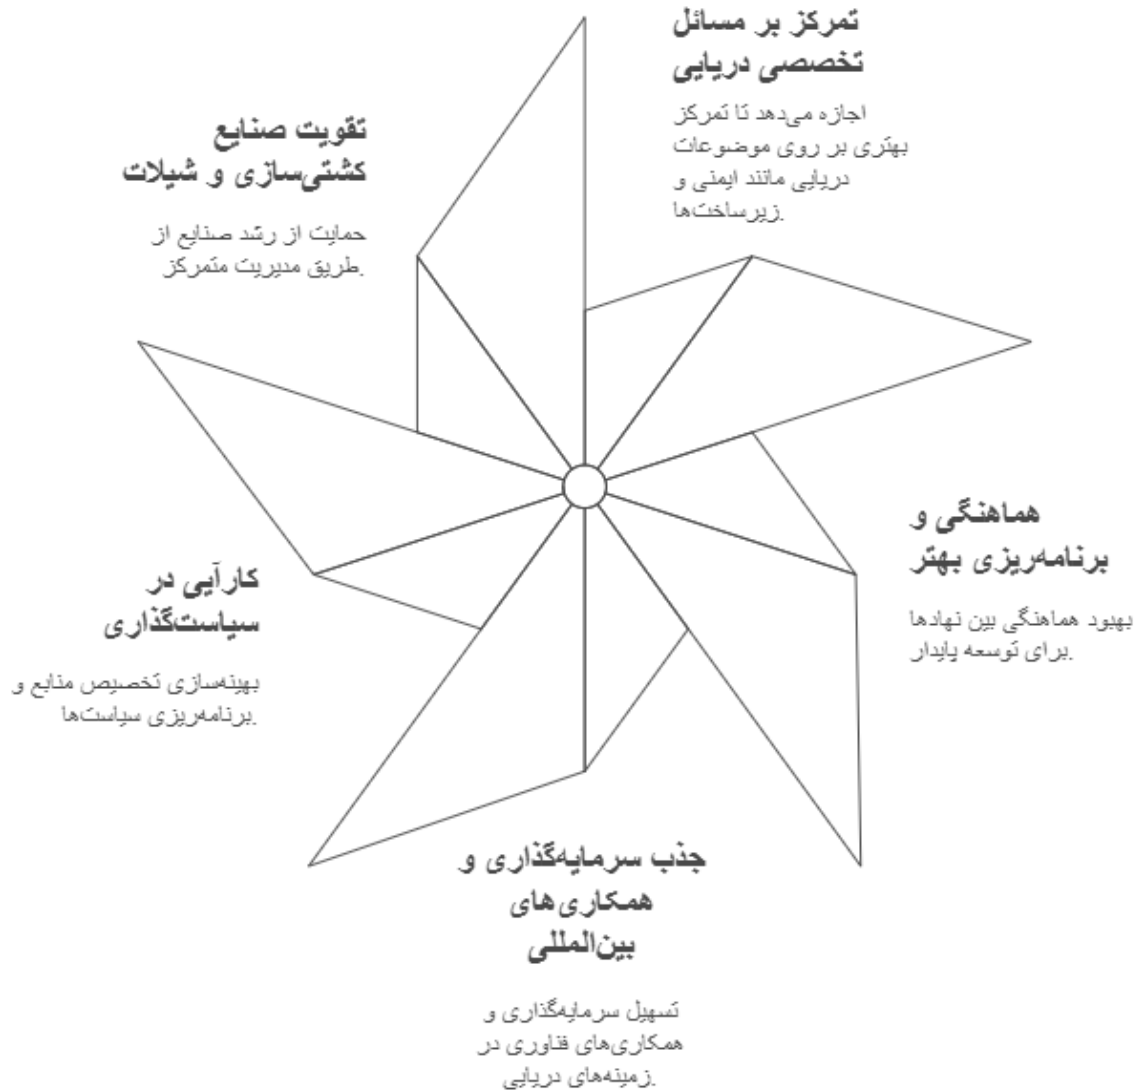 تمرکز بر مسائل
تخصصی دریایی
اجازه می‌دهد تا تمرکز
بهتری بر روی موضوعات
دریایی مانند ایمنی و
.زیرساخت‌ها
تقویت صنایع
کشتی‌سازی و شیلات
حمایت از رشد صنایع از
.طریق مدیریت متمرکز
هماهنگی و
برنامه‌ریزی بهتر
بهبود هماهنگی بین نهادها
.برای توسعه پایدار
کارآیی در
سیاست‌گذاری
بهینه‌سازی تخصیص منابع و
.برنامه‌ریزی سیاست‌ها
جذب سرمایه‌گذاری و
همکاری‌های
بین‌المللی
تسهیل سرمایه‌گذاری و
همکاری‌های فناوری در
.زمینه‌های دریایی